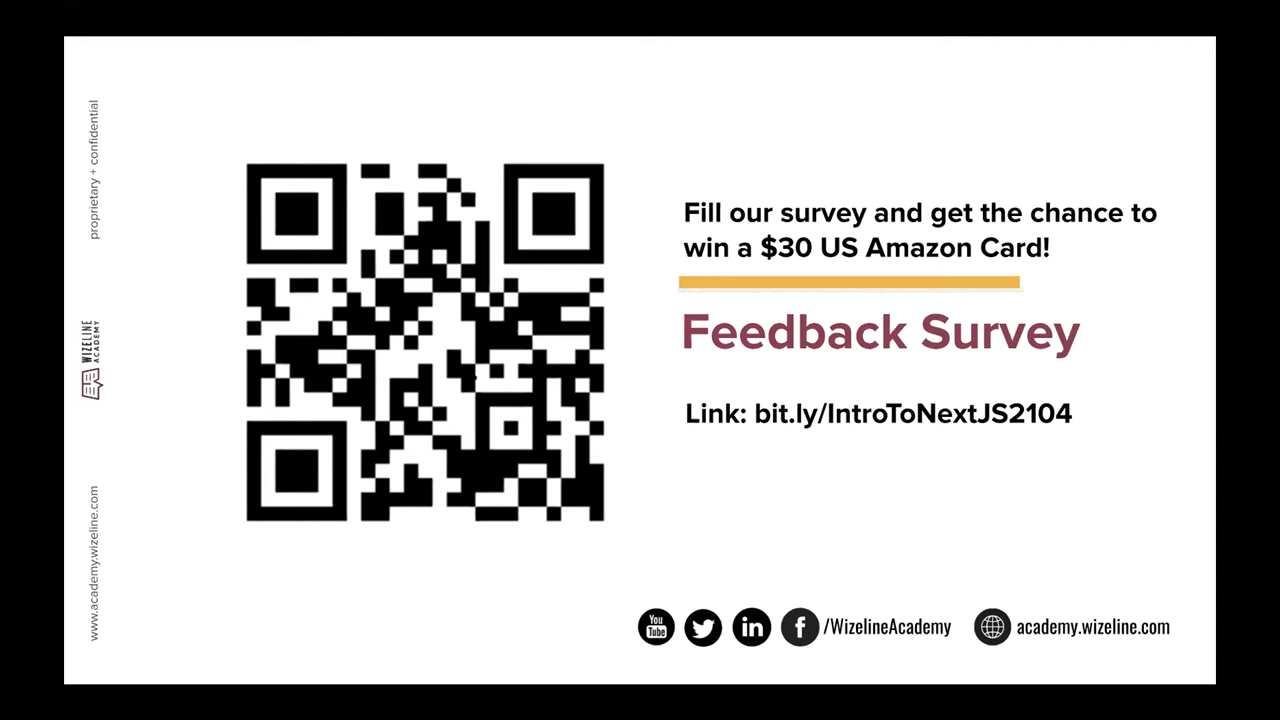 proprietary + confidential
WIZELINE
ACADEMY
www.academy.wizeline.com
Fill our survey and get the chance to
win a $30 US Amazon Card!
Feedback Survey
Link: bit.ly/IntroToNextJS2104
You
Tube
in
f
/WizelineAcademy
academy.wizeline.com